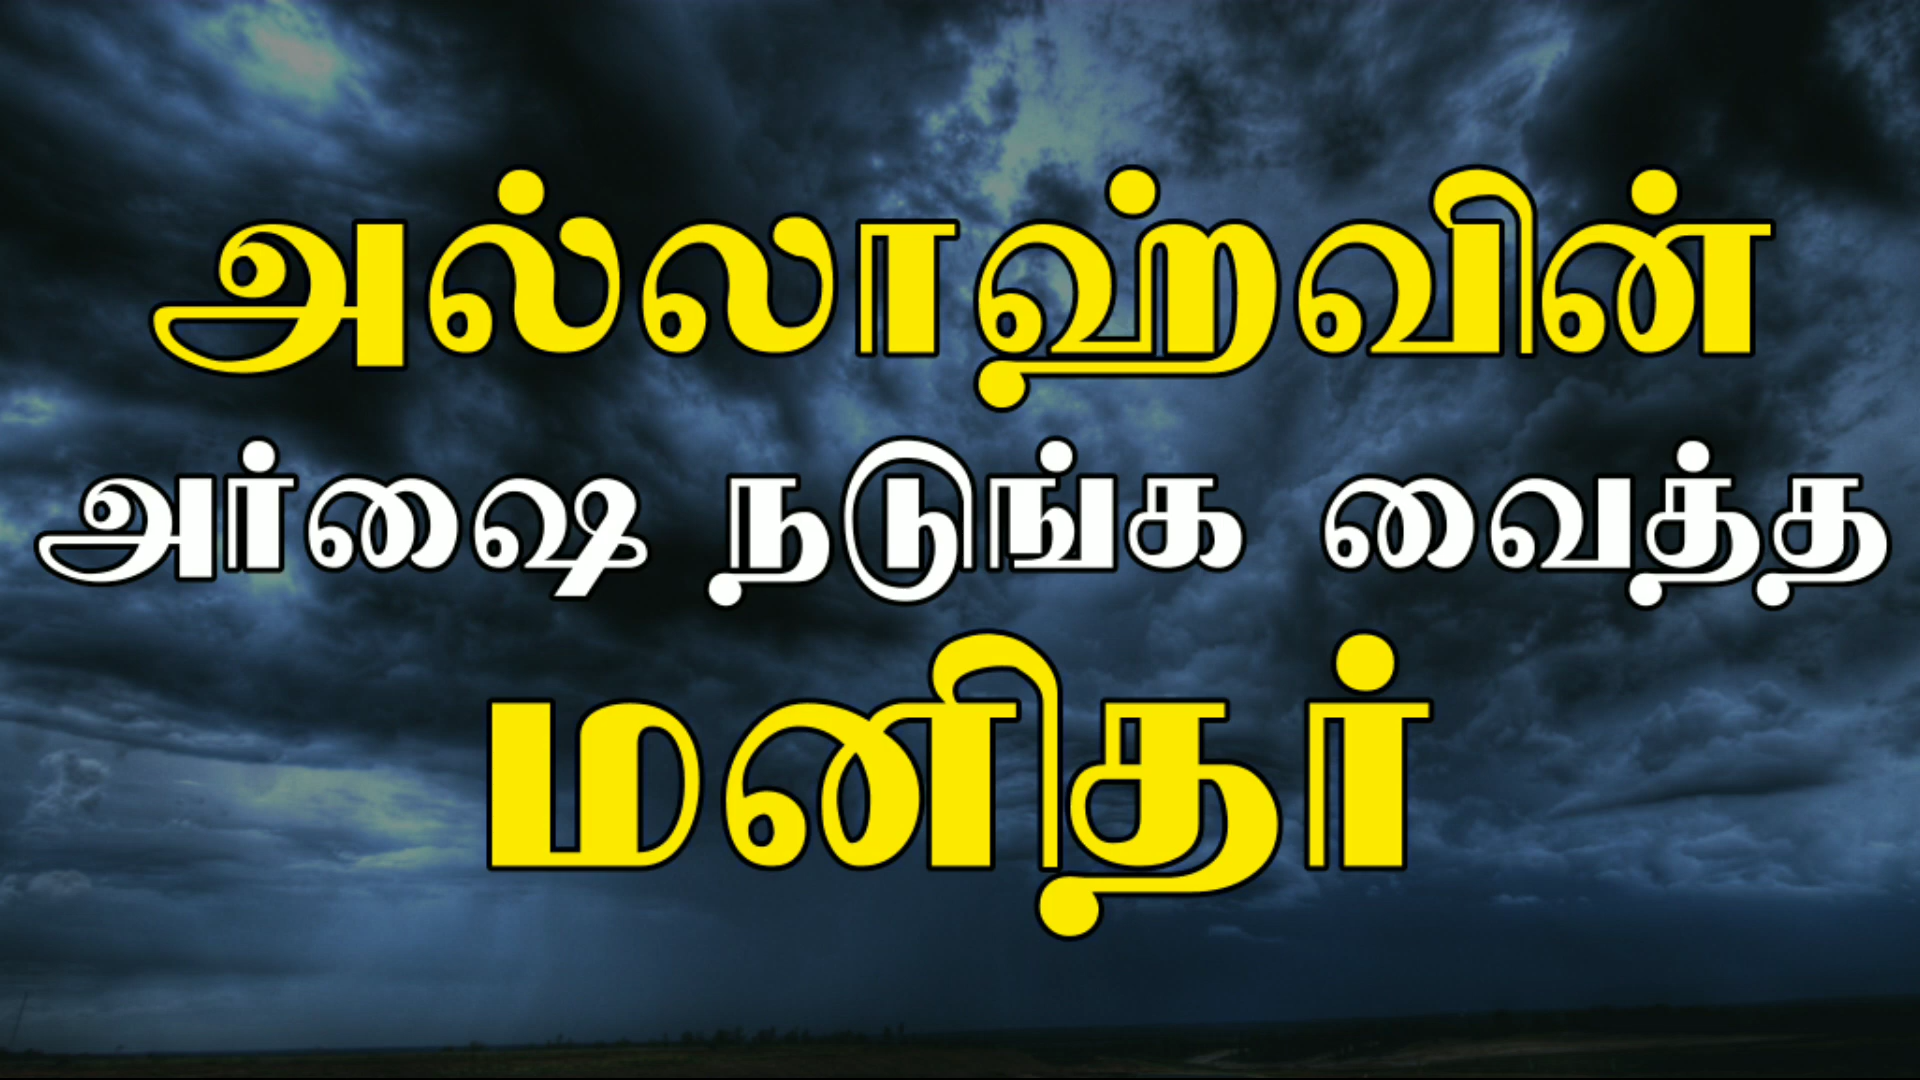 அல்லாஹ்வின்
அர்ஷை நடுங்க வைத்த
மனிதர்